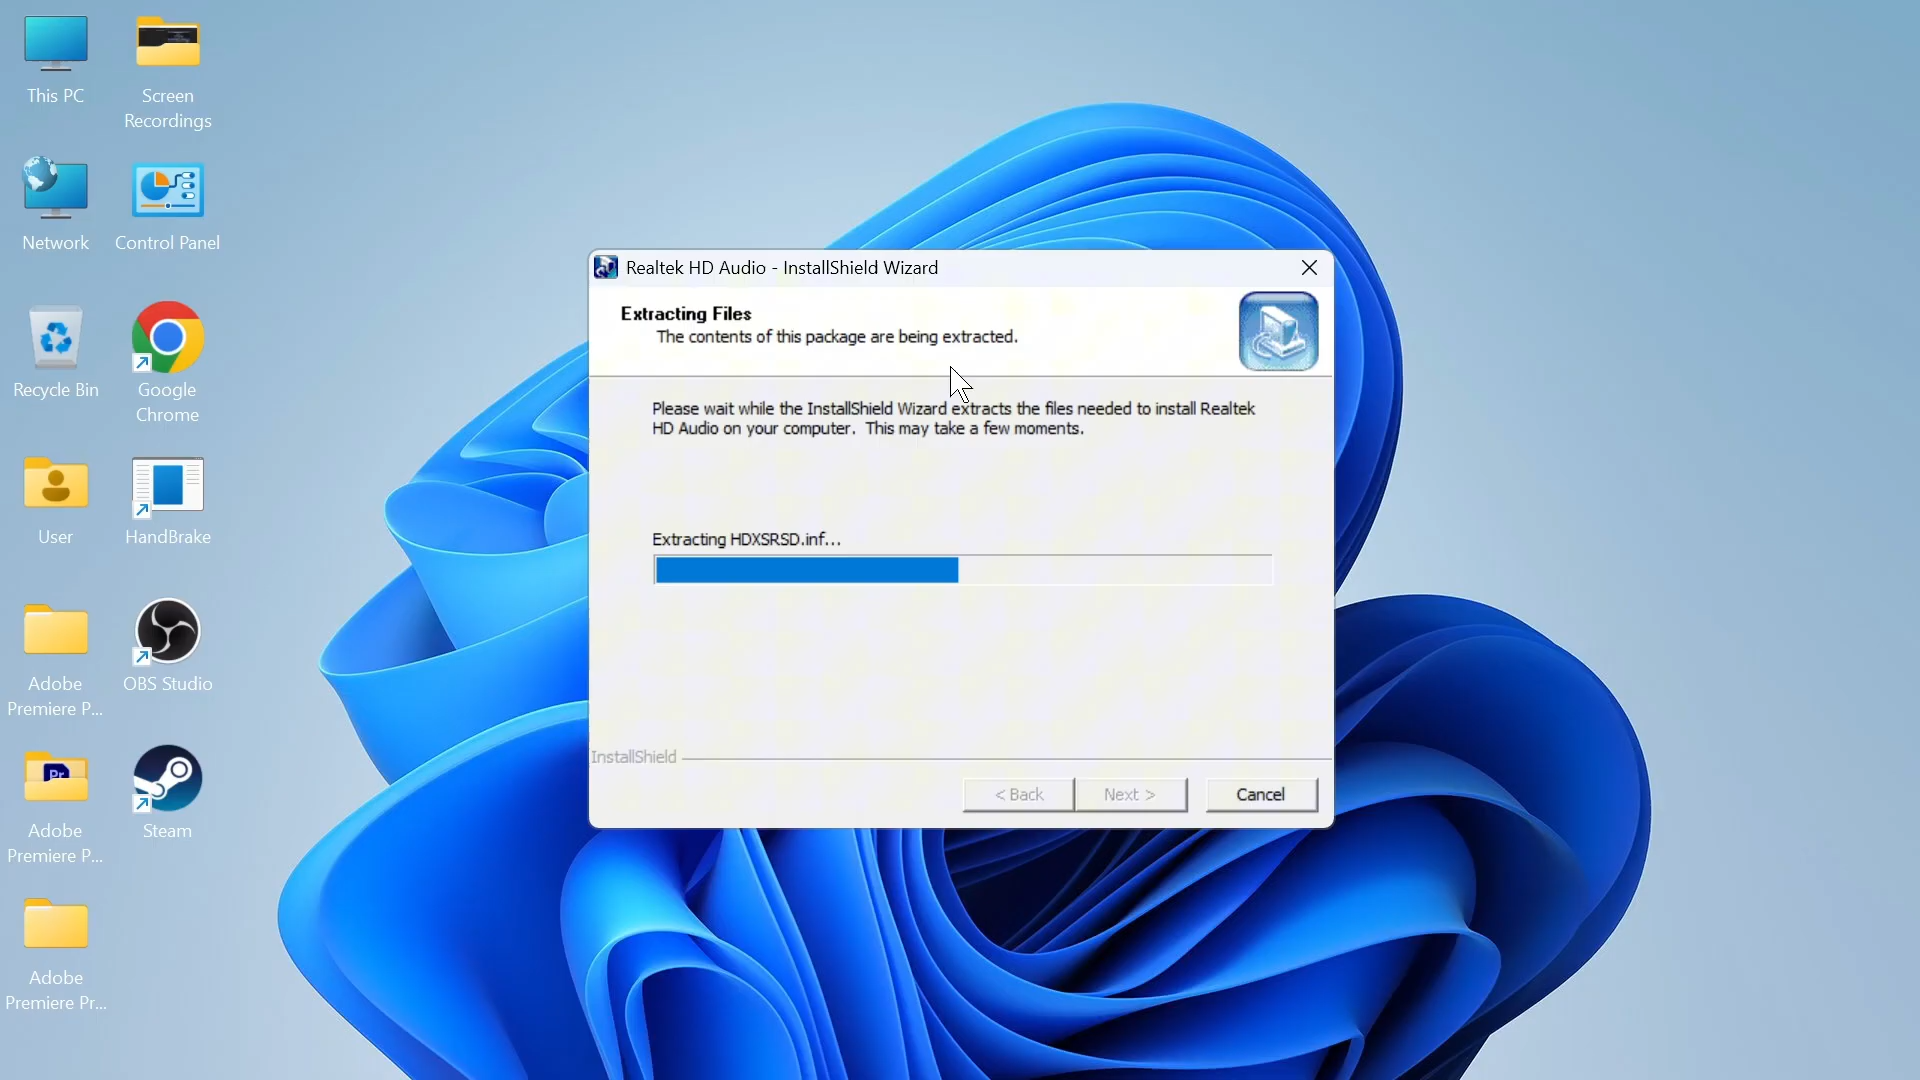 This PC
Screen
Recordings
Network
Control Panel
Recycle Bin
Google
Chrome
User
HandBrake
Adobe
Premiere P...
OBS Studio
Pr
Adobe
Premiere P...
Steam
Adobe
Premiere Pr...
Realtek HD Audio - InstallShield Wizard
Extracting Files
The contents of this package are being extracted.
Please wait while the InstallShield Wizard extracts the files needed to install Realtek
HD Audio on your computer. This may take a few moments.
Extracting HDXSRSD.inf...
InstallShield
< Back
Next >
Cancel